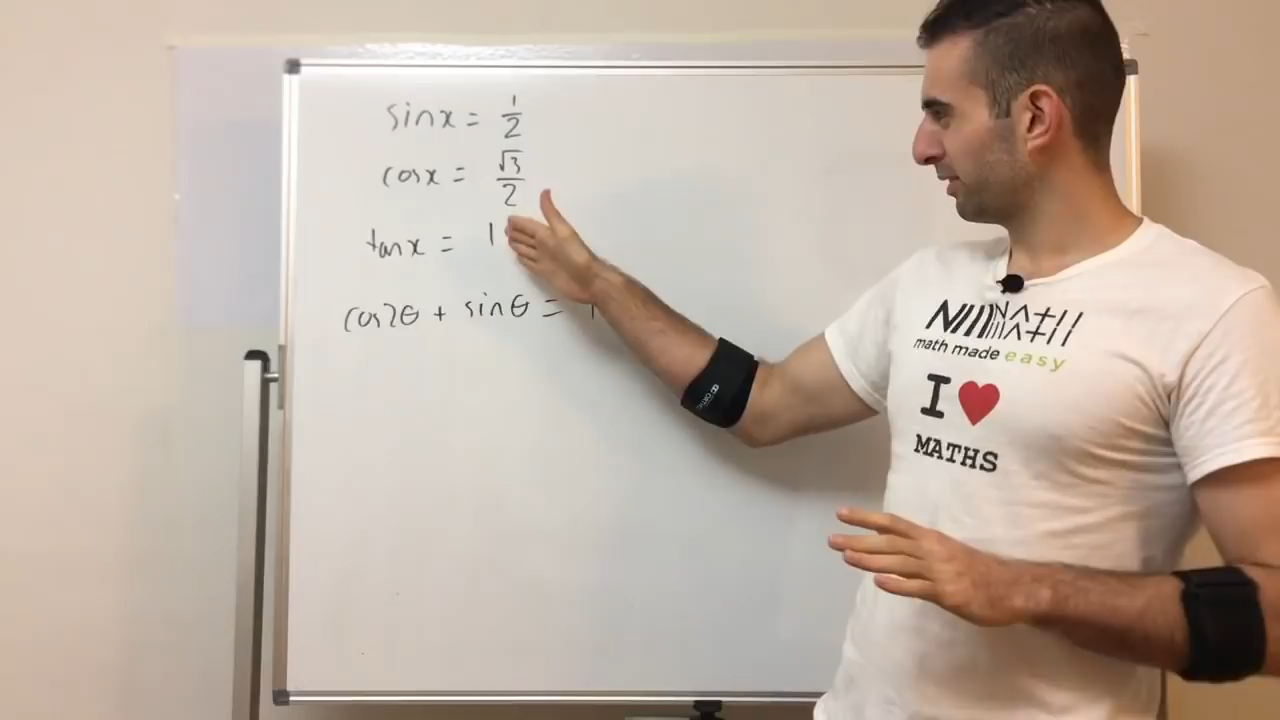 sinx = 1/2
cosx = √3/2
tanx = 1
cos2θ + sinθ =
math made easy
I ♥
MATHS